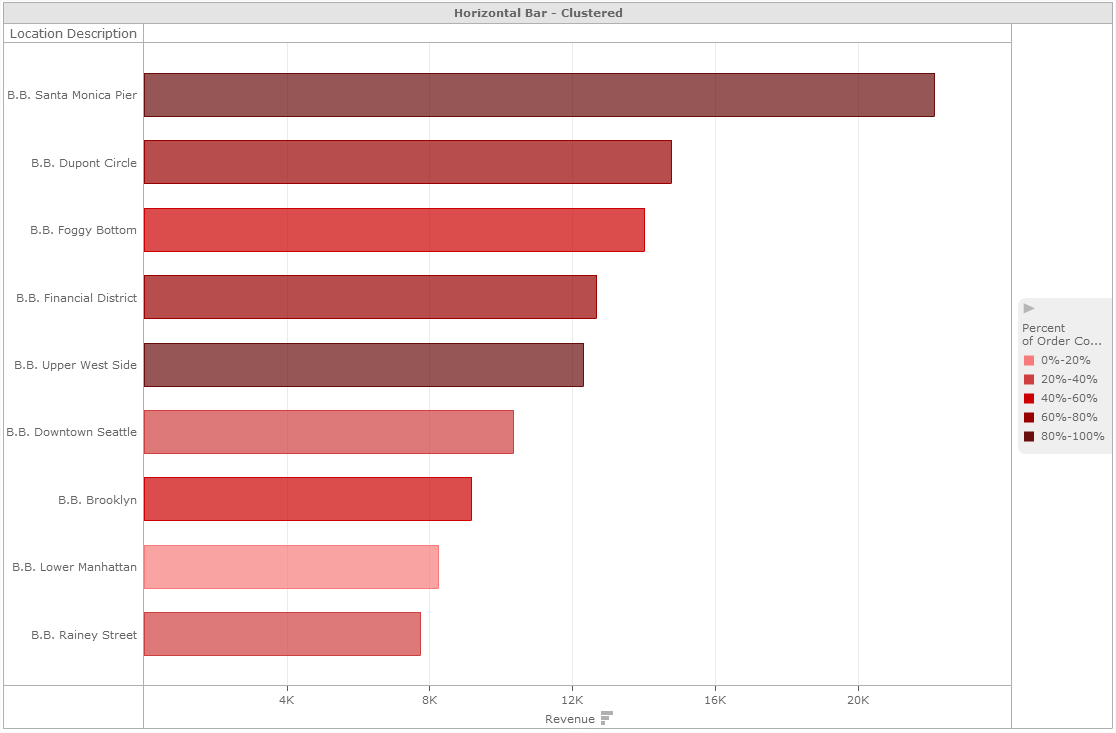 Horizontal Bar - Clustered
Location Description
B.B. Santa Monica Pier
B.B. Dupont Circle
B.B. Foggy Bottom
B.B. Financial District
B.B. Upper West Side
B.B. Downtown Seattle
B.B. Brooklyn
B.B. Lower Manhattan
B.B. Rainey Street
4K 8K 12K 16K 20K
Revenue
Percent
of Order Co...
0%-20%
20%-40%
40%-60%
60%-80%
80%-100%